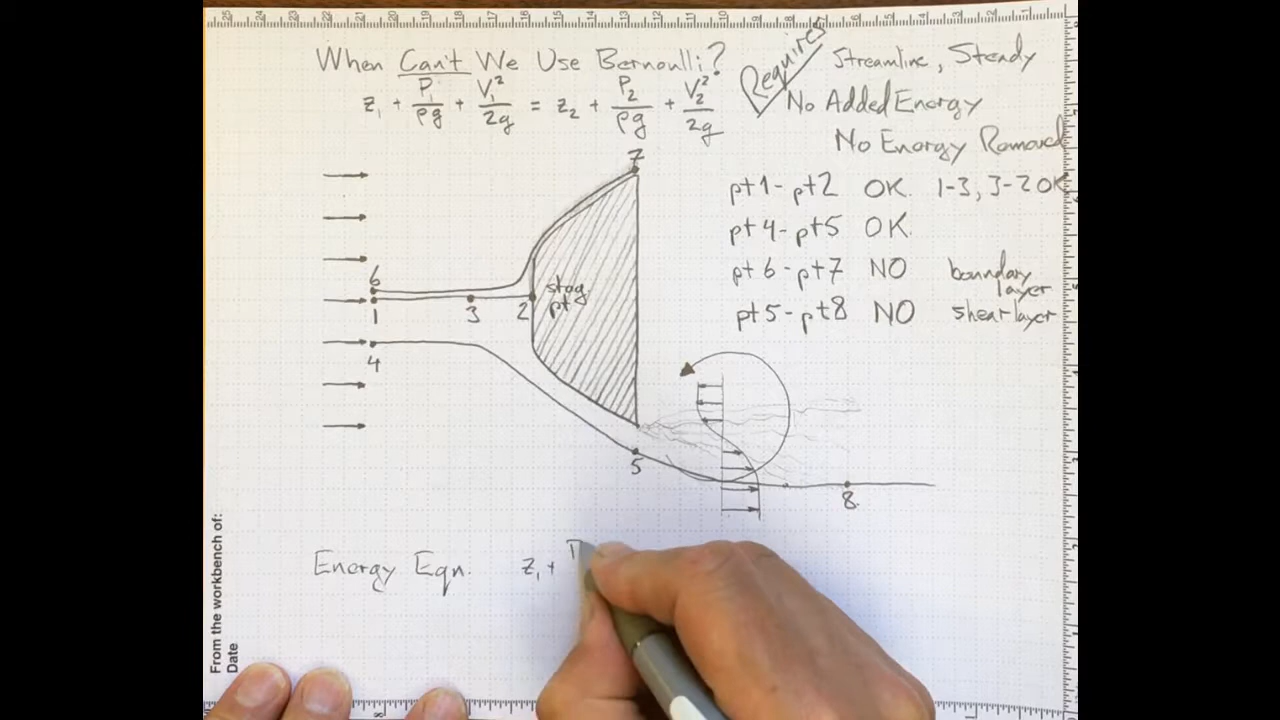 When Can't We Use Bernoulli?
z₁ + P₁/ρg + V₁²/2g = z₂ + P₂/ρg + V₂²/2g
Requires
Streamline, Steady
No Added Energy
No Energy Removed
pt1-pt2 OK. 1-3, 3-2 OK
pt4-pt5 OK.
pt6-pt7 NO boundary layer
pt5-pt8 NO shear layer
7
6
1
3
2
stag. pt
4
5
8
Energy Eqn. z₁ +
From the workbench of:
Date